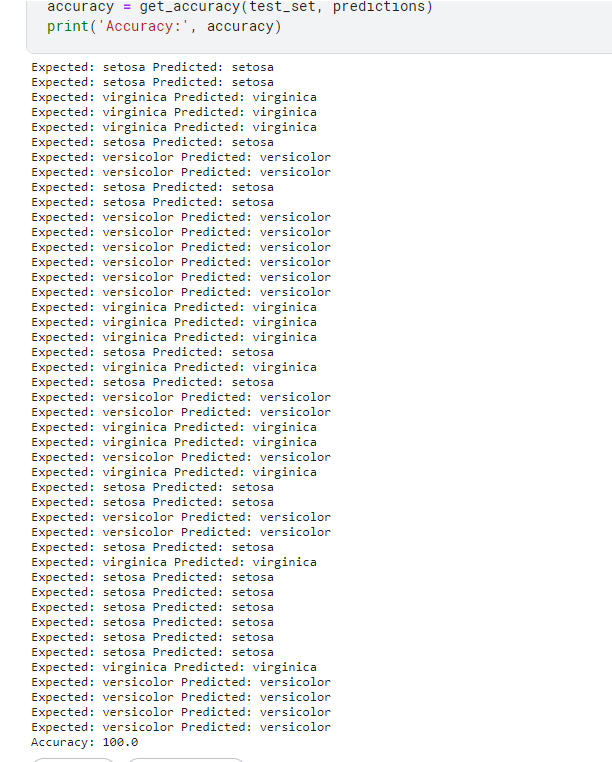 accuracy = get_accuracy(test_set, predictions)
print('Accuracy:', accuracy)
Expected: setosa Predicted: setosa
Expected: setosa Predicted: setosa
Expected: virginica Predicted: virginica
Expected: virginica Predicted: virginica
Expected: virginica Predicted: virginica
Expected: setosa Predicted: setosa
Expected: versicolor Predicted: versicolor
Expected: versicolor Predicted: versicolor
Expected: setosa Predicted: setosa
Expected: setosa Predicted: setosa
Expected: versicolor Predicted: versicolor
Expected: versicolor Predicted: versicolor
Expected: versicolor Predicted: versicolor
Expected: versicolor Predicted: versicolor
Expected: versicolor Predicted: versicolor
Expected: versicolor Predicted: versicolor
Expected: virginica Predicted: virginica
Expected: virginica Predicted: virginica
Expected: virginica Predicted: virginica
Expected: setosa Predicted: setosa
Expected: virginica Predicted: virginica
Expected: setosa Predicted: setosa
Expected: versicolor Predicted: versicolor
Expected: versicolor Predicted: versicolor
Expected: virginica Predicted: virginica
Expected: virginica Predicted: virginica
Expected: versicolor Predicted: versicolor
Expected: virginica Predicted: virginica
Expected: setosa Predicted: setosa
Expected: setosa Predicted: setosa
Expected: versicolor Predicted: versicolor
Expected: versicolor Predicted: versicolor
Expected: setosa Predicted: setosa
Expected: virginica Predicted: virginica
Expected: setosa Predicted: setosa
Expected: setosa Predicted: setosa
Expected: setosa Predicted: setosa
Expected: setosa Predicted: setosa
Expected: setosa Predicted: setosa
Expected: setosa Predicted: setosa
Expected: virginica Predicted: virginica
Expected: versicolor Predicted: versicolor
Expected: versicolor Predicted: versicolor
Expected: versicolor Predicted: versicolor
Expected: versicolor Predicted: versicolor
Accuracy: 100.0